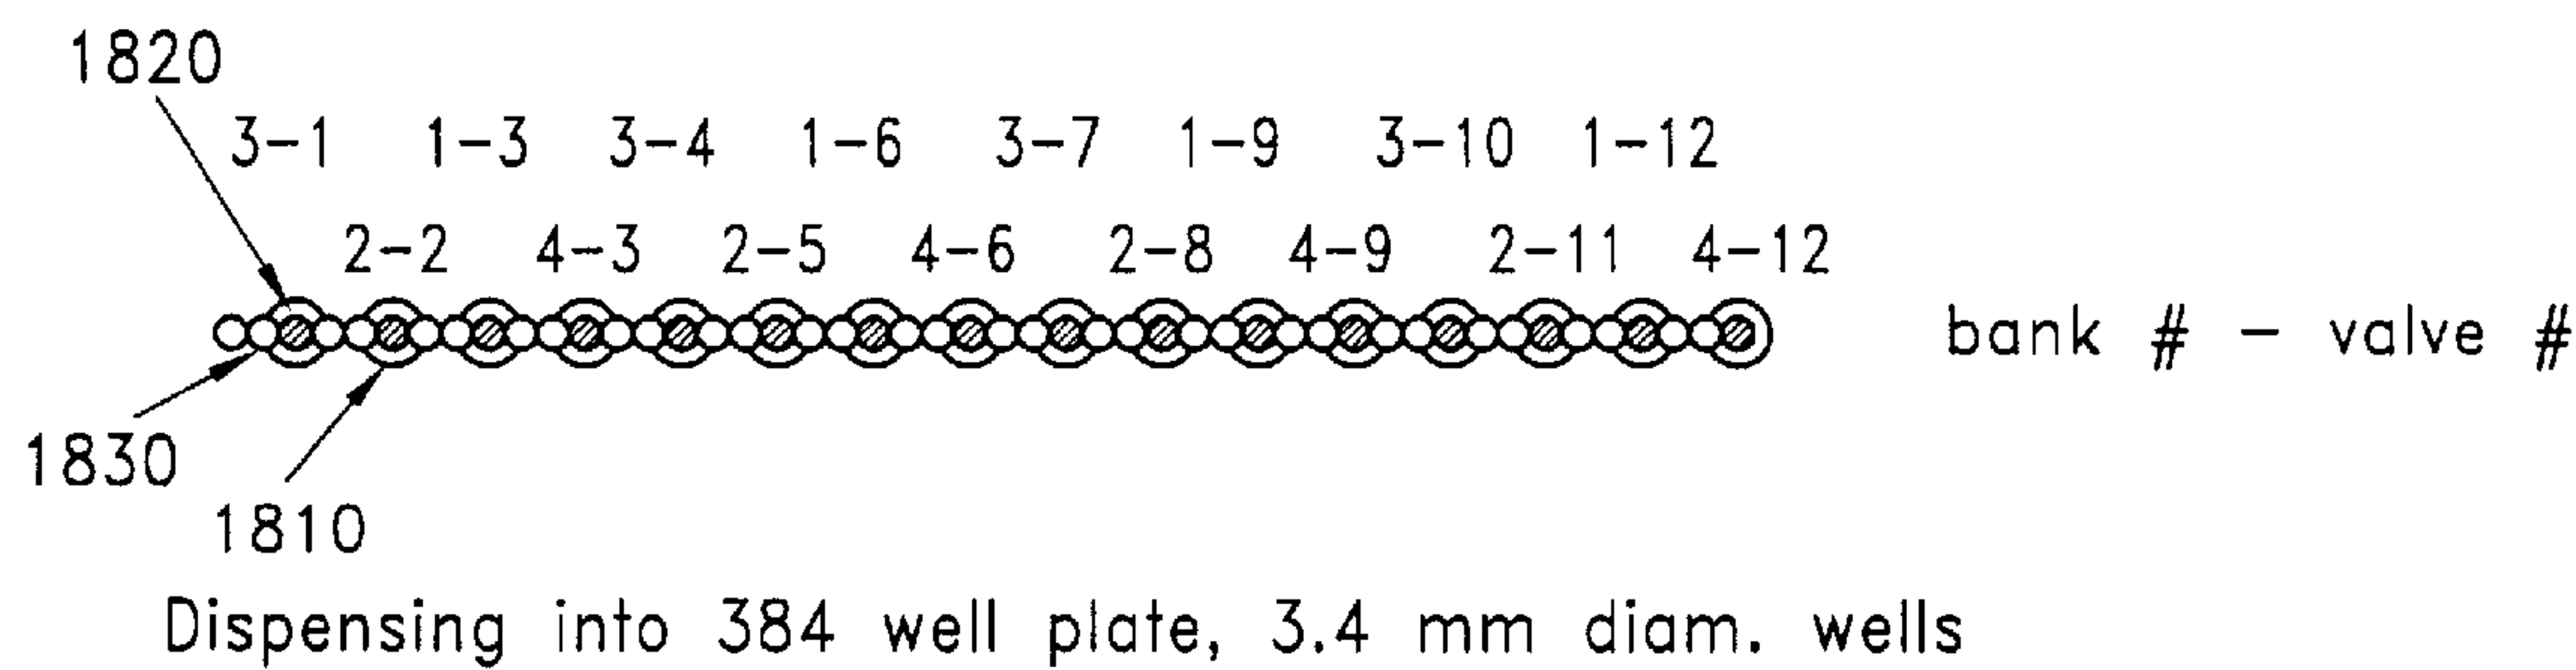 1820
3-1 1-3 3-4 1-6 3-7 1-9 3-10 1-12
2-2 4-3 2-5 4-6 2-8 4-9 2-11 4-12
bank # - valve #
1830
1810
Dispensing into 384 well plate, 3.4 mm diam. wells